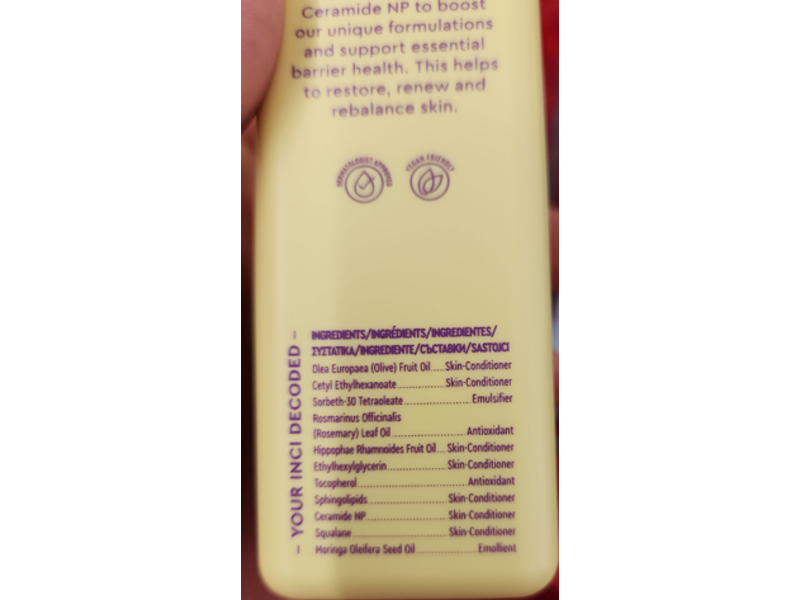 Ceramide NP to boost
our unique formulations
and support essential
barrier health. This helps
to restore, renew and
rebalance skin.
DERMATOLOGIST APPROVED
VEGAN FRIENDLY
– YOUR INCI DECODED –
INGREDIENTS/INGRÉDIENTS/INGREDIENTES/
ΣΥΣΤΑΤΙΚΑ/INGREDIENTE/СЪСТАВКИ/SASTOJCI
Olea Europaea (Olive) Fruit Oil....Skin-Conditioner
Cetyl Ethylhexanoate................Skin-Conditioner
Sorbeth-30 Tetraoleate......................Emulsifier
Rosmarinus Officinalis
(Rosemary) Leaf Oil.........................Antioxidant
Hippophae Rhamnoides Fruit Oil...Skin-Conditioner
Ethylhexylglycerin....................Skin-Conditioner
Tocopherol....................................Antioxidant
Sphingolipids..........................Skin-Conditioner
Ceramide NP...........................Skin-Conditioner
Squalane................................Skin-Conditioner
Moringa Oleifera Seed Oil....................Emollient